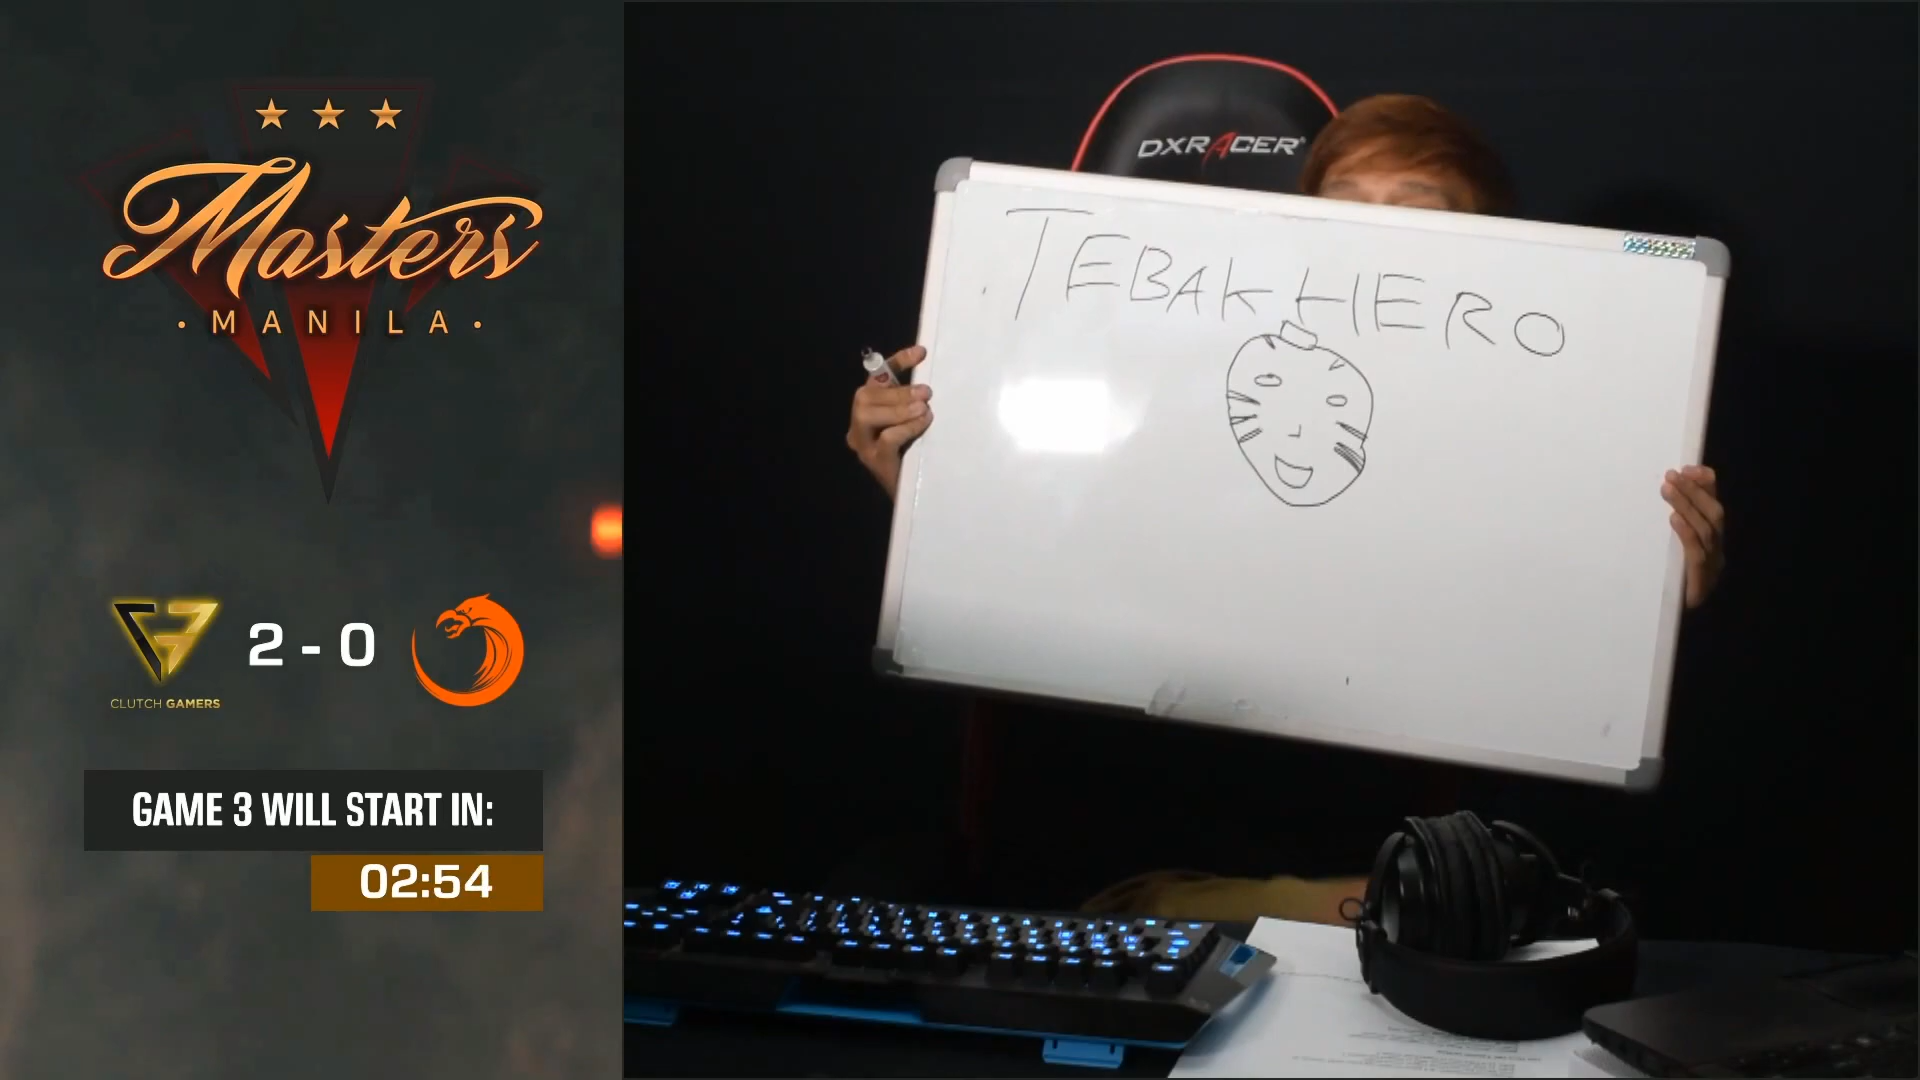 Masters
• MANILA •
2 - 0
CLUTCH GAMERS
GAME 3 WILL START IN:
02:54
DXRACER®
TEBAK HERO